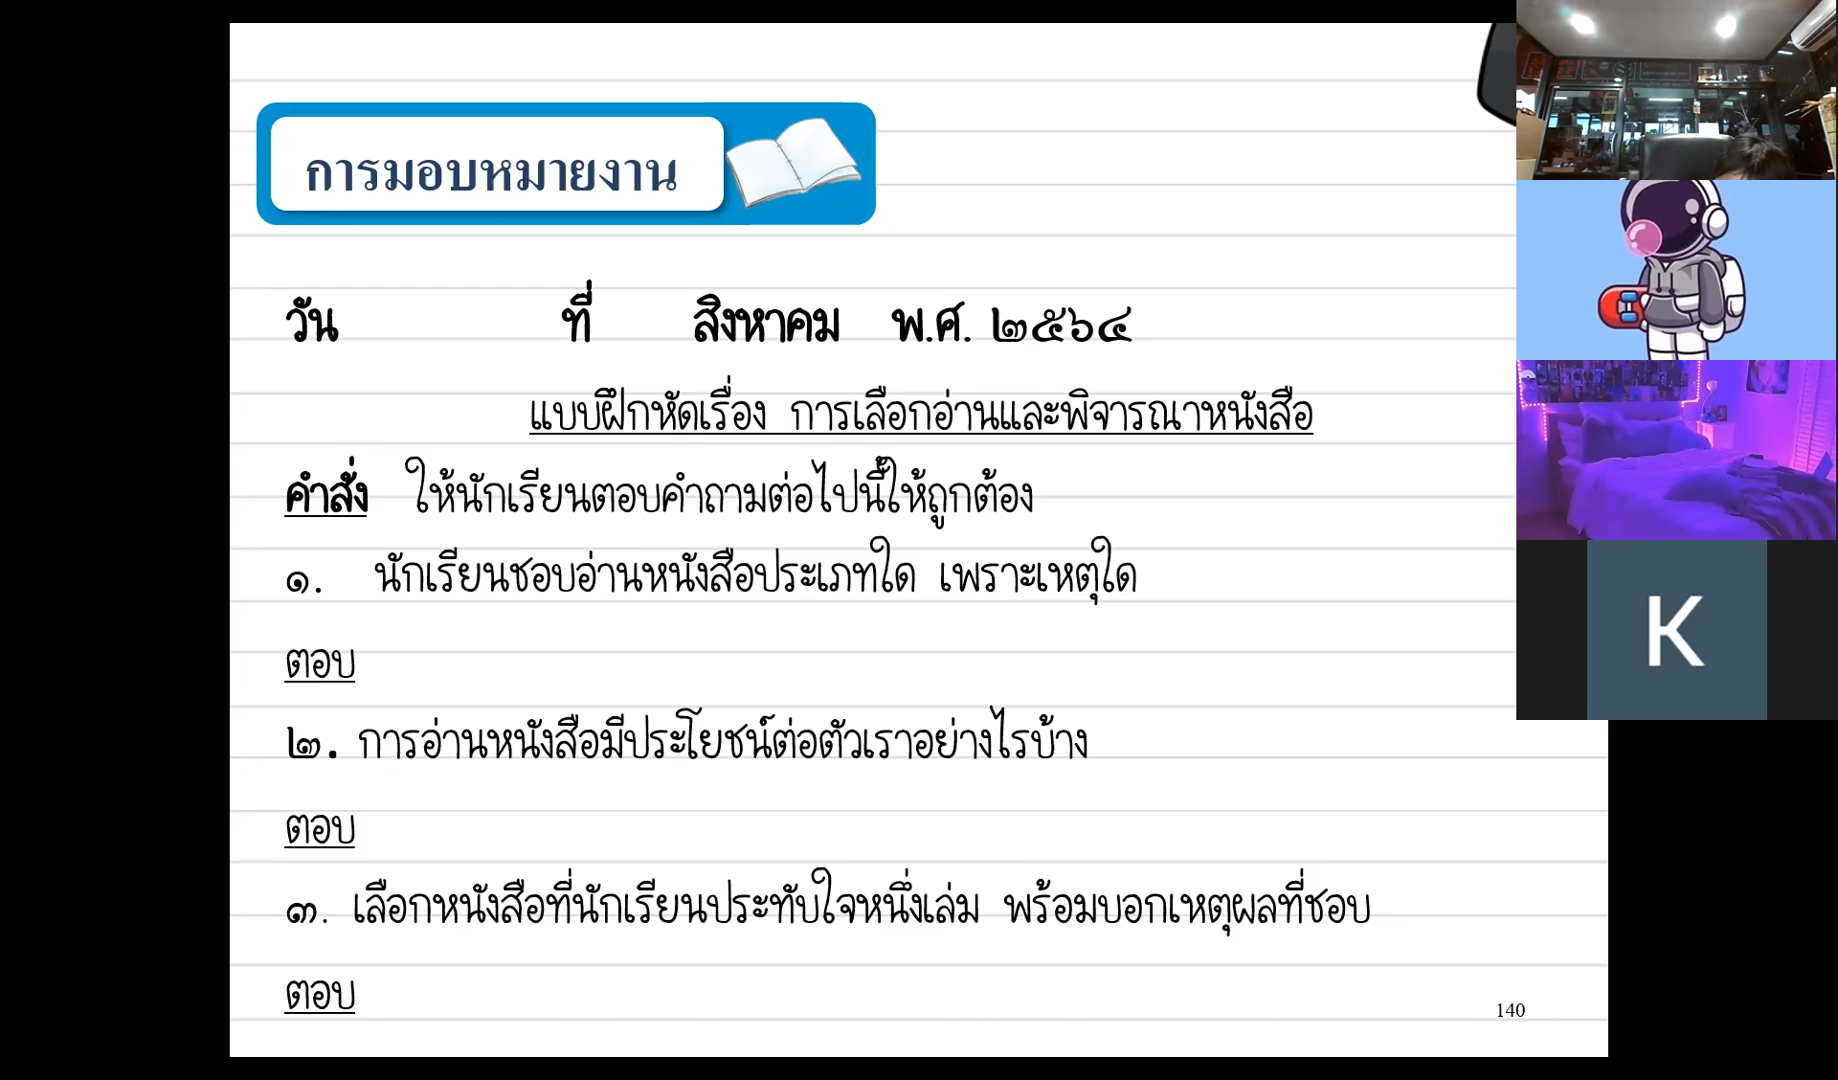 การมอบหมายงาน
วัน ที่ สิงหาคม พ.ศ. ๒๕๖๔
แบบฝึกหัดเรื่อง การเลือกอ่านและพิจารณาหนังสือ
คำสั่ง ให้นักเรียนตอบคำถามต่อไปนี้ให้ถูกต้อง
๑. นักเรียนชอบอ่านหนังสือประเภทใด เพราะเหตุใด
ตอบ
๒. การอ่านหนังสือมีประโยชน์ต่อตัวเราอย่างไรบ้าง
ตอบ
๓. เลือกหนังสือที่นักเรียนประทับใจหนึ่งเล่ม พร้อมบอกเหตุผลที่ชอบ
ตอบ
140
K